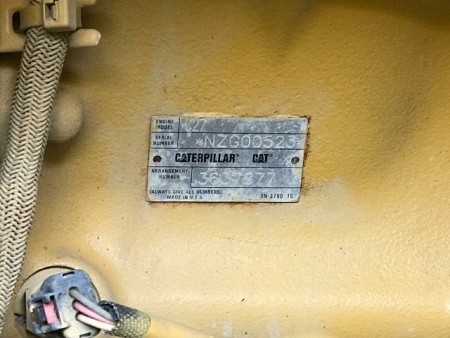 ENGINE MODEL
SERIAL NUMBER *NZG00523
CATERPILLAR CAT
ARRANGEMENT NUMBER
(ALWAYS GIVE ALL NUMBERS)
MADE IN U.S.A.